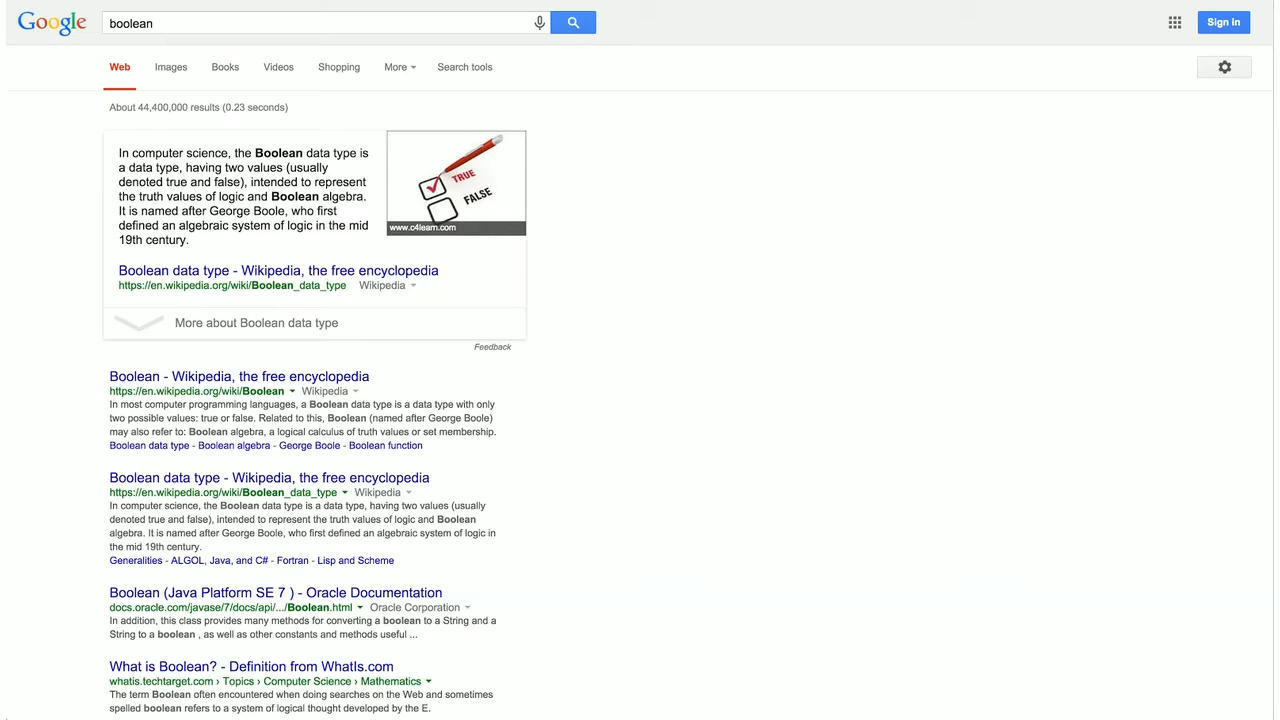 Google
boolean
Sign in
Web Images Books Videos Shopping More Search tools
About 44,400,000 results (0.23 seconds)
In computer science, the Boolean data type is
a data type, having two values (usually
denoted true and false), intended to represent
the truth values of logic and Boolean algebra.
It is named after George Boole, who first
defined an algebraic system of logic in the mid
19th century.
TRUE
FALSE
www.c4learn.com
Boolean data type - Wikipedia, the free encyclopedia
https://en.wikipedia.org/wiki/Boolean_data_type Wikipedia
More about Boolean data type
Feedback
Boolean - Wikipedia, the free encyclopedia
https://en.wikipedia.org/wiki/Boolean Wikipedia
In most computer programming languages, a Boolean data type is a data type with only
two possible values: true or false. Related to this, Boolean (named after George Boole)
may also refer to: Boolean algebra, a logical calculus of truth values or set membership.
Boolean data type - Boolean algebra - George Boole - Boolean function
Boolean data type - Wikipedia, the free encyclopedia
https://en.wikipedia.org/wiki/Boolean_data_type Wikipedia
In computer science, the Boolean data type is a data type, having two values (usually
denoted true and false), intended to represent the truth values of logic and Boolean
algebra. It is named after George Boole, who first defined an algebraic system of logic in
the mid 19th century.
Generalities - ALGOL, Java, and C# - Fortran - Lisp and Scheme
Boolean (Java Platform SE 7 ) - Oracle Documentation
docs.oracle.com/javase/7/docs/api/.../Boolean.html Oracle Corporation
In addition, this class provides many methods for converting a boolean to a String and a
String to a boolean , as well as other constants and methods useful ...
What is Boolean? - Definition from WhatIs.com
whatis.techtarget.com › Topics › Computer Science › Mathematics
The term Boolean often encountered when doing searches on the Web and sometimes
spelled boolean refers to a system of logical thought developed by the E.